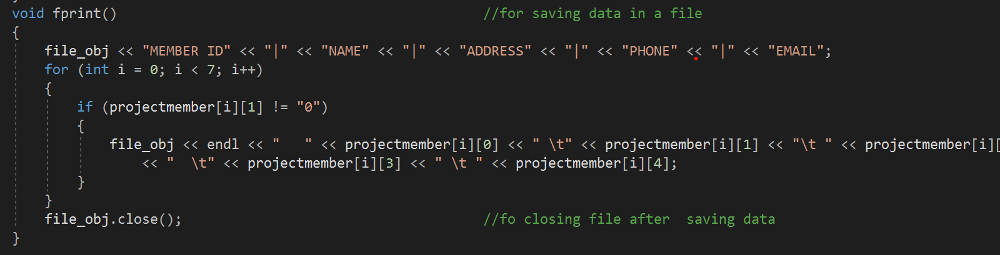 void fprint() //for saving data in a file
{
file_obj << "MEMBER ID" << "|" << "NAME" << "|" << "ADDRESS" << "|" << "PHONE" << "|" << "EMAIL";
for (int i = 0; i < 7; i++)
{
if (projectmember[i][1] != "0")
{
file_obj << endl << "   " << projectmember[i][0] << " \t" << projectmember[i][1] << "\t " << projectmember[i][
<< "  \t" << projectmember[i][3] << " \t " << projectmember[i][4];
}
}
file_obj.close(); //fo closing file after  saving data
}